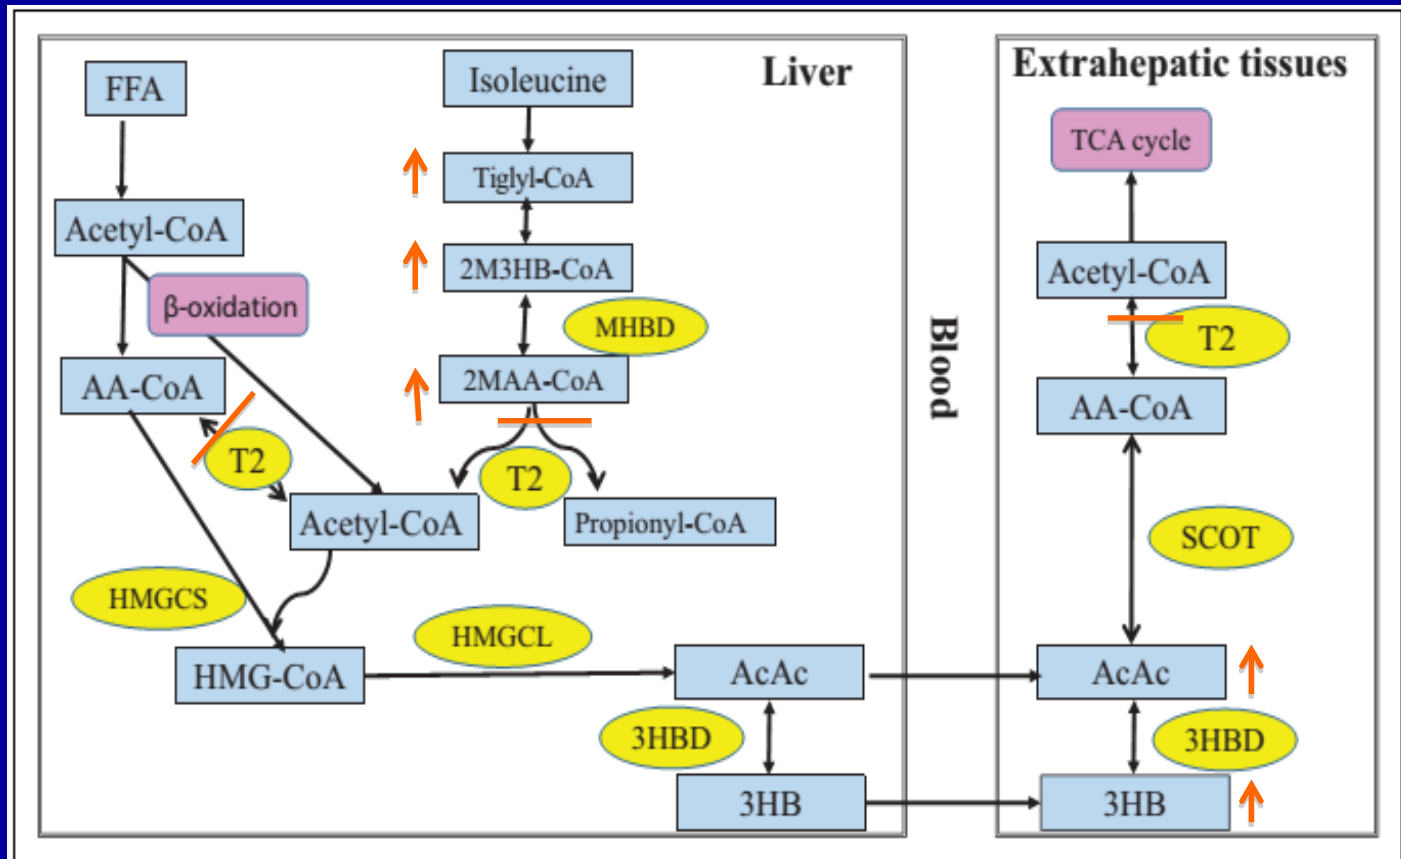 Liver
FFA
Isoleucine
Tiglyl-CoA
Acetyl-CoA
2M3HB-CoA
β-oxidation
MHBD
AA-CoA
2MAA-CoA
T2
T2
Acetyl-CoA
Propionyl-CoA
HMGCS
HMGCL
HMG-CoA
AcAc
3HBD
3HB
Blood
Extrahepatic tissues
TCA cycle
Acetyl-CoA
T2
AA-CoA
SCOT
AcAc
3HBD
3HB